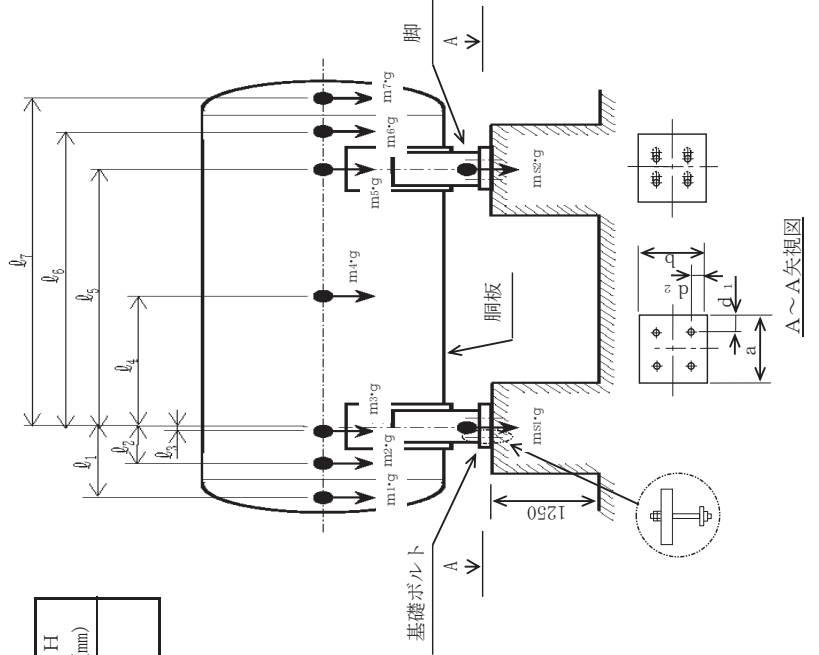 H
(mm)
ℓ7
ℓ6
ℓ5
ℓ4
ℓ1
ℓ2
ℓ3
m1·g
m2·g
m3·g
m4·g
m5·g
m6·g
m7·g
脚
A
胴板
mS1·g
mS2·g
基礎ボルト
A
1250
b
d2
d1
a
A～A矢視図